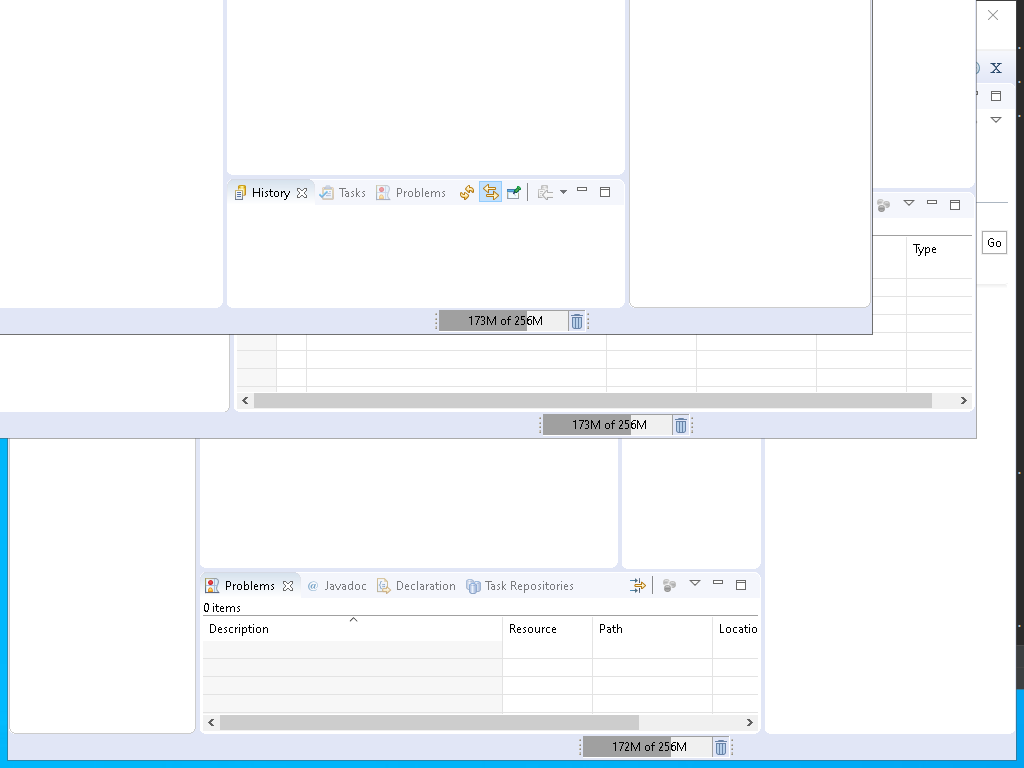 X
History Tasks Problems
Type
Go
173M of 256M
173M of 256M
Problems @ Javadoc Declaration Task Repositories
0 items
Description Resource Path Locatio
172M of 256M